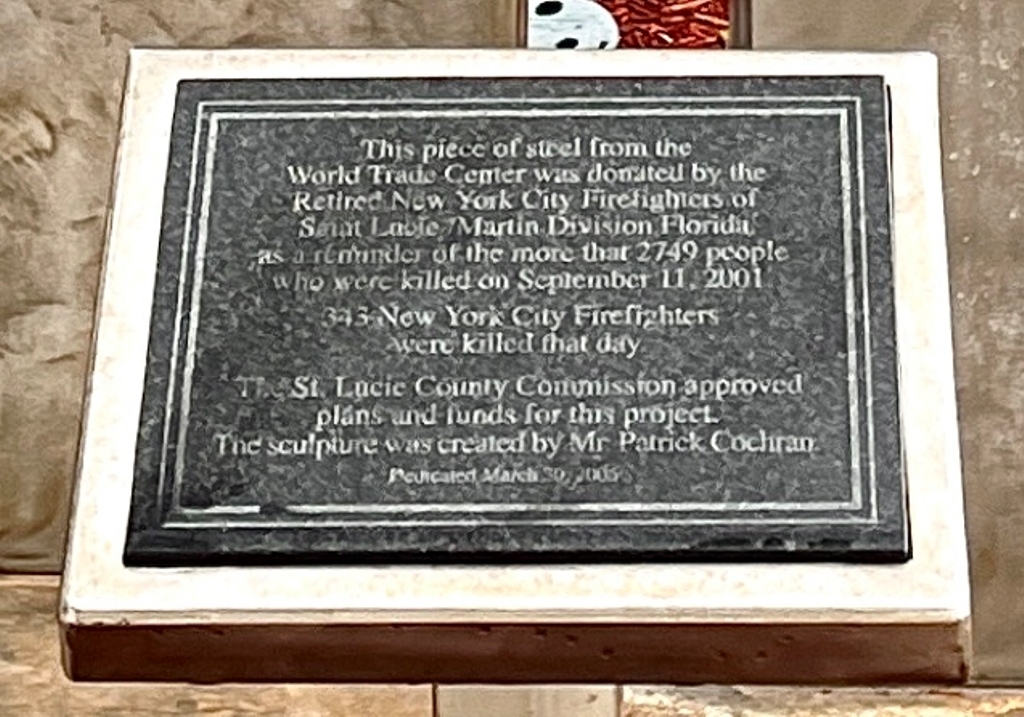 This piece of steel from the
World Trade Center was donated by the
Retired New York City Firefighters of
Saint Lucie/Martin Division Florida
as a reminder of the more that 2749 people
who were killed on September 11, 2001
343 New York City Firefighters
were killed that day.
The St. Lucie County Commission approved
plans and funds for this project.
The sculpture was created by Mr Patrick Cochran.
Dedicated March